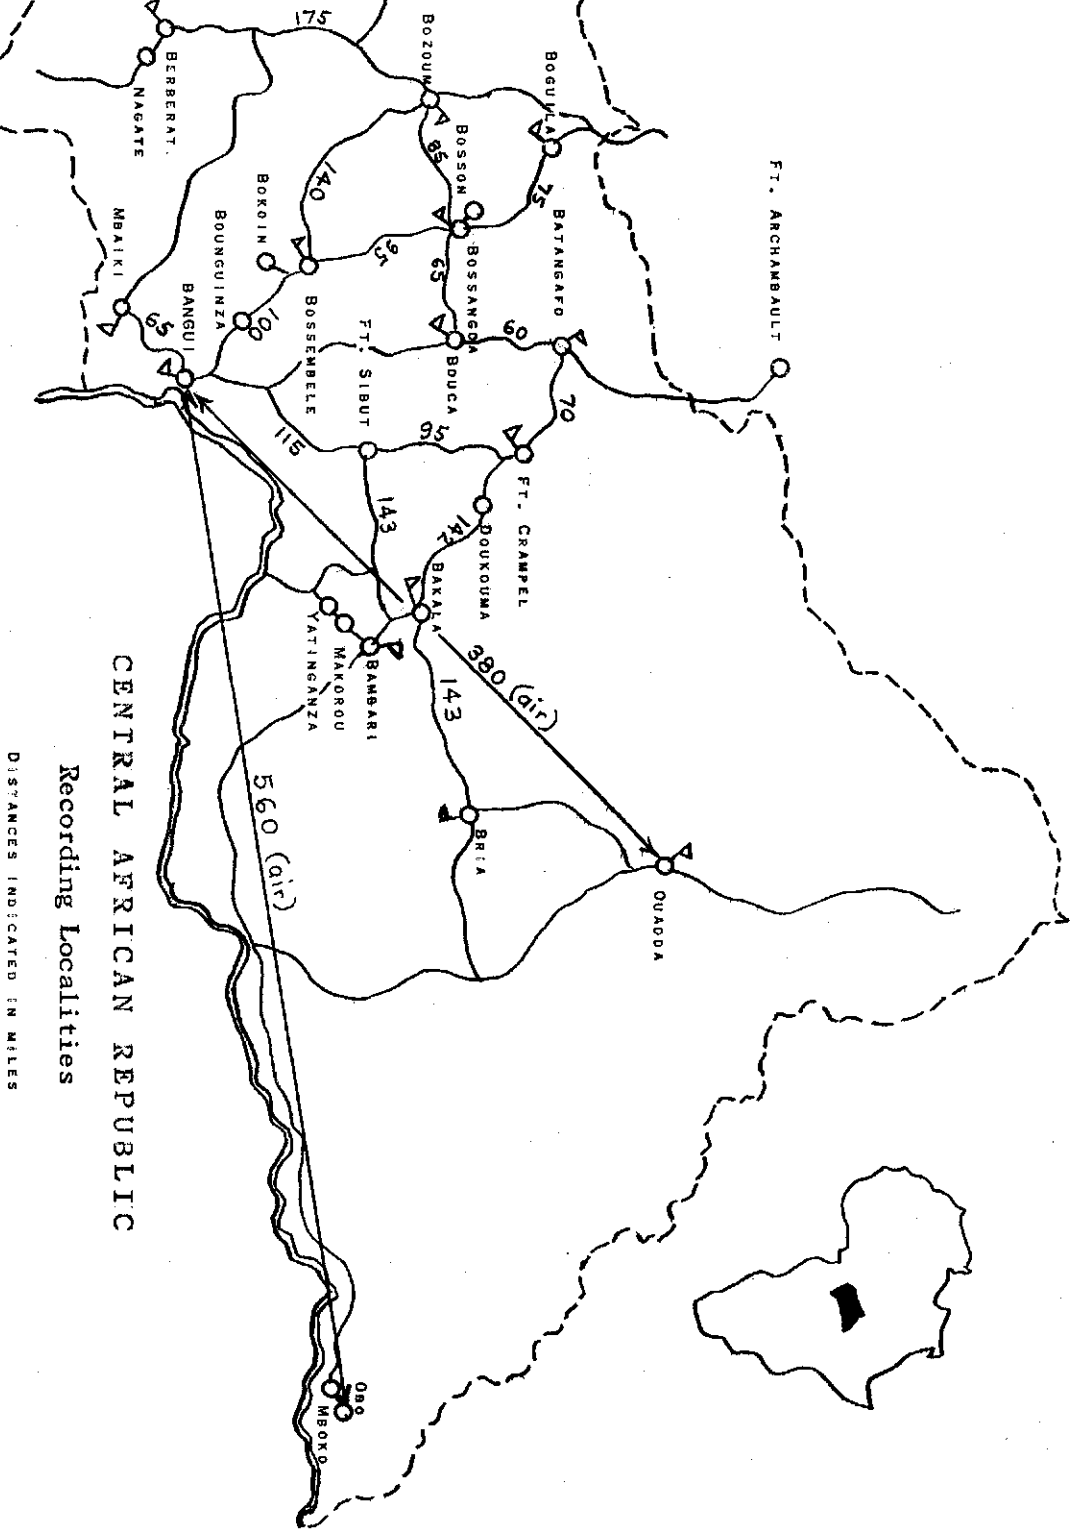 FT. ARCHAMBAULT
OUADDA
BOGUILA
75
BATANGAFO
60
70
FT. CRAMPEL
380 (air)
BOSSON
BOSSANGOA
DOUKOUMA
142
BRIA
BOZOUM
85
65
BOUCA
95
BAKALA
143
95
143
BAMBARI
FT. SIBUT
MAKOROU
OBO
175
140
BOSSEMBELE
115
YATINGANZA
MBOKO
BOKOIN
100
560 (air)
BOUNGUINZA
BERBERAT.
BANGUI
65
NAGATE
MBAIKI
CENTRAL AFRICAN REPUBLIC
Recording Localities
DISTANCES INDICATED IN MILES